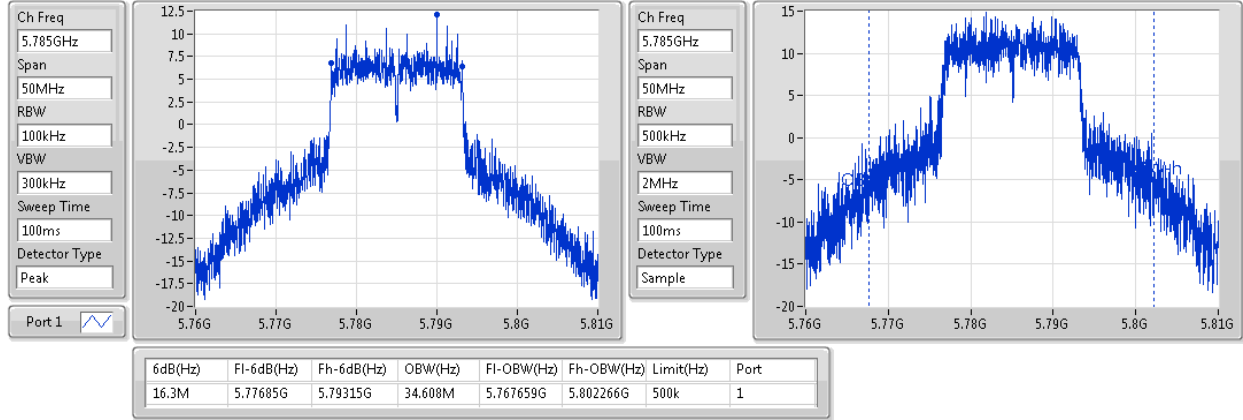 Ch Freq
5.785GHz
Span
50MHz
RBW
100kHz
VBW
300kHz
Sweep Time
100ms
Detector Type
Peak
Port 1
12.5
10
7.5
5
2.5
0
-2.5
-5
-7.5
-10
-12.5
-15
-17.5
-20
5.76G 5.77G 5.78G 5.79G 5.8G 5.81G
Ch Freq
5.785GHz
Span
50MHz
RBW
500kHz
VBW
2MHz
Sweep Time
100ms
Detector Type
Sample
15
10
5
0
-5
-10
-15
-20
5.76G 5.77G 5.78G 5.79G 5.8G 5.81G
6dB(Hz) Fl-6dB(Hz) Fh-6dB(Hz) OBW(Hz) Fl-OBW(Hz) Fh-OBW(Hz) Limit(Hz) Port
16.3M 5.77685G 5.79315G 34.608M 5.767659G 5.802266G 500k 1